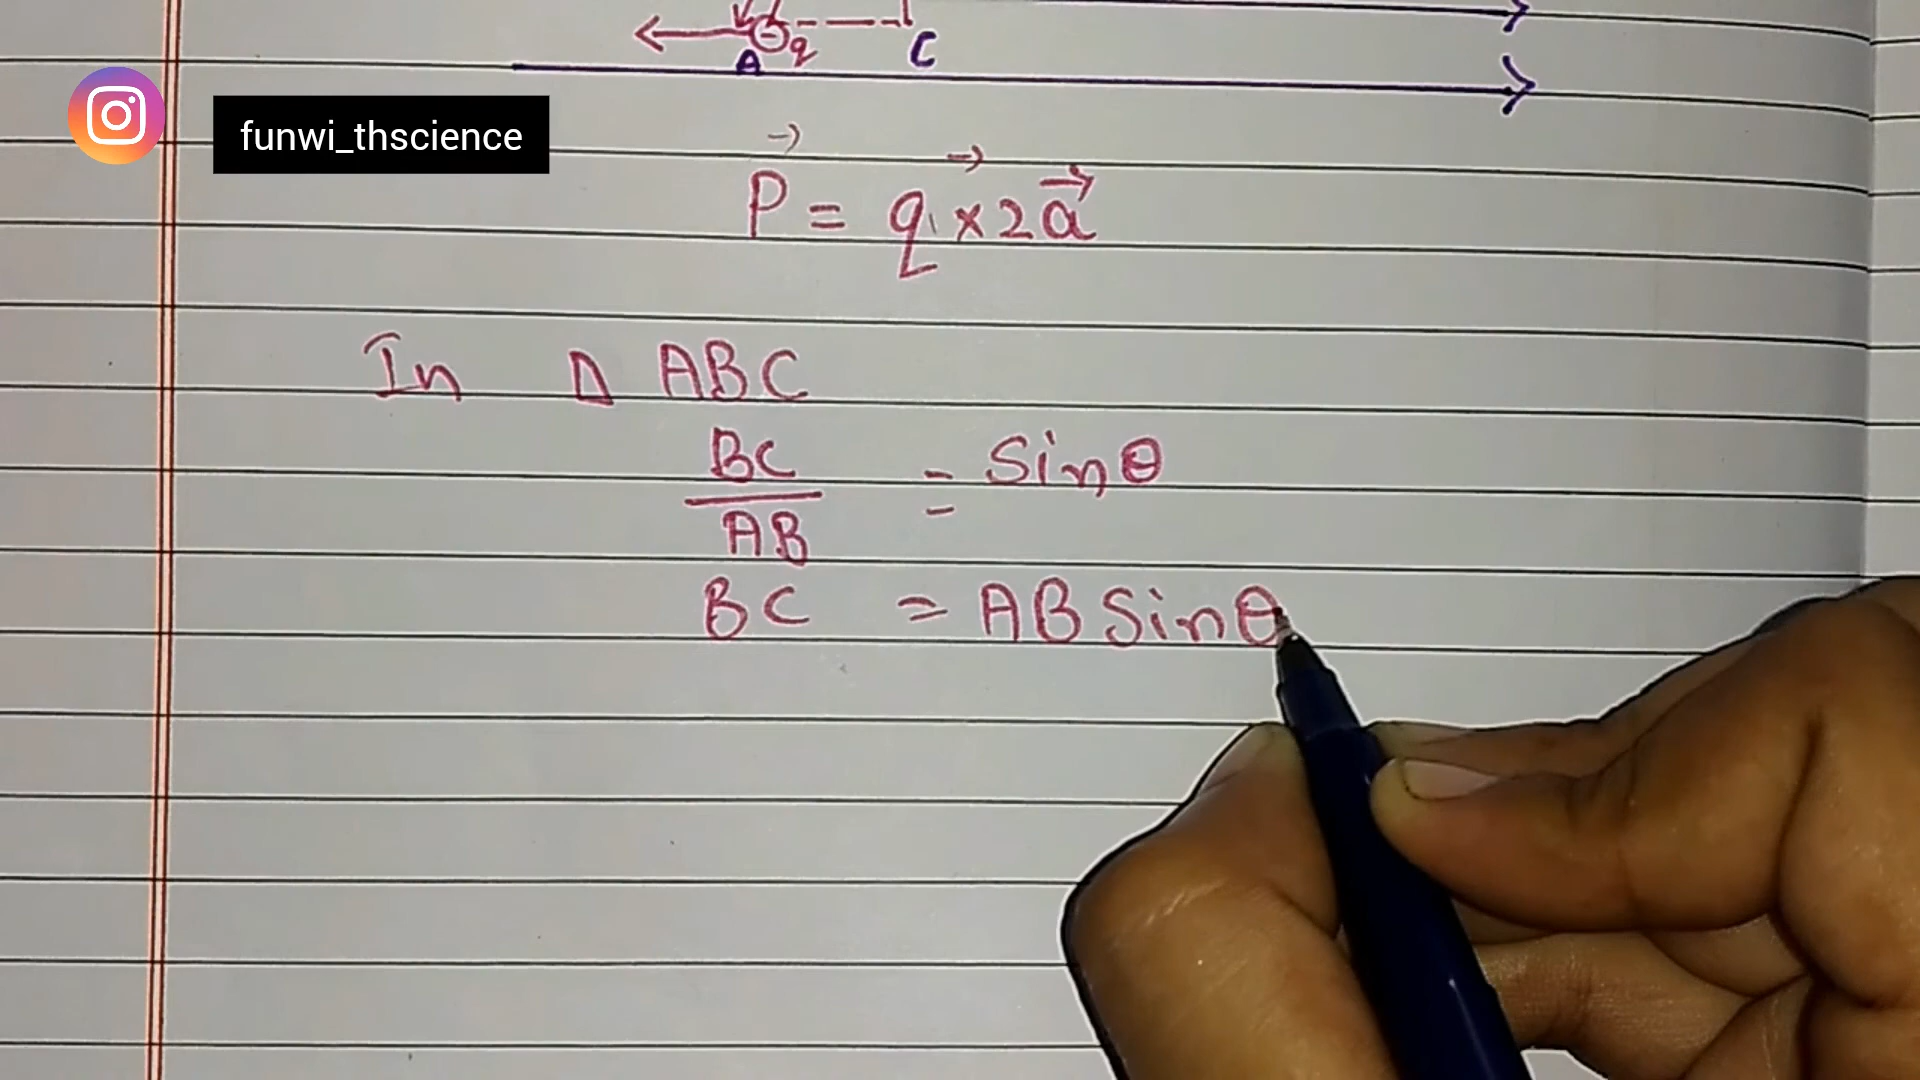 q
A
C
funwi_thscience
P = q × 2a
In Δ ABC
BC
AB
= Sinθ
BC = AB Sinθ